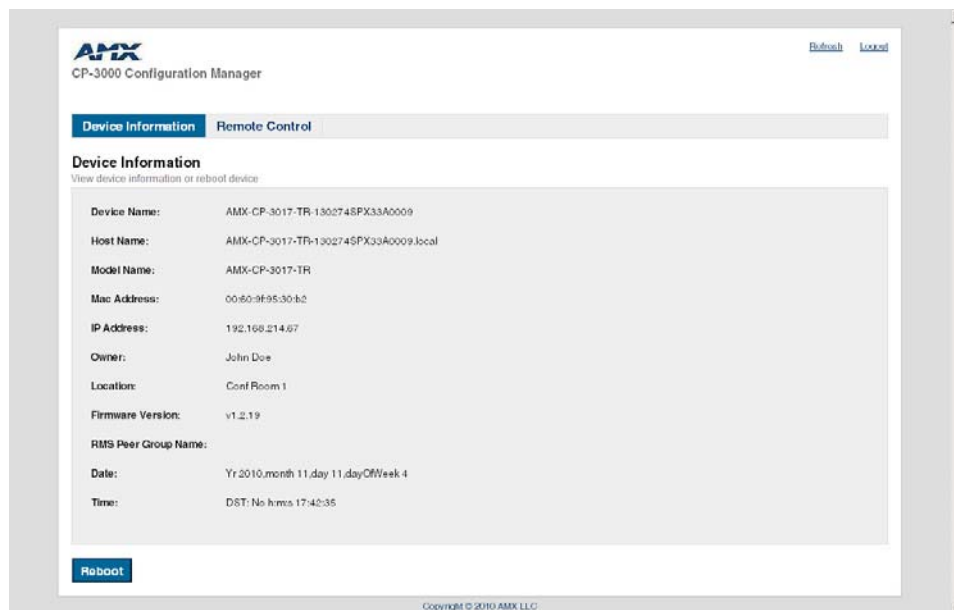 AMX
Refresh Logout
CP-3000 Configuration Manager
Device Information Remote Control
Device Information
View device information or reboot device
Device Name: AMX-CP-3017-TR-130274SPX33A0009
Host Name: AMX-CP-3017-TR-130274SPX33A0009.local
Model Name: AMX-CP-3017-TR
Mac Address: 00:60:9f:95:30:b2
IP Address: 192.168.214.67
Owner: John Doe
Location: Conf Room 1
Firmware Version: v1.2.19
RMS Peer Group Name:
Date: Yr 2010,month 11,day 11,dayOfWeek 4
Time: DST: No h:m:s 17:42:35
Reboot
Copyright © 2010 AMX LLC